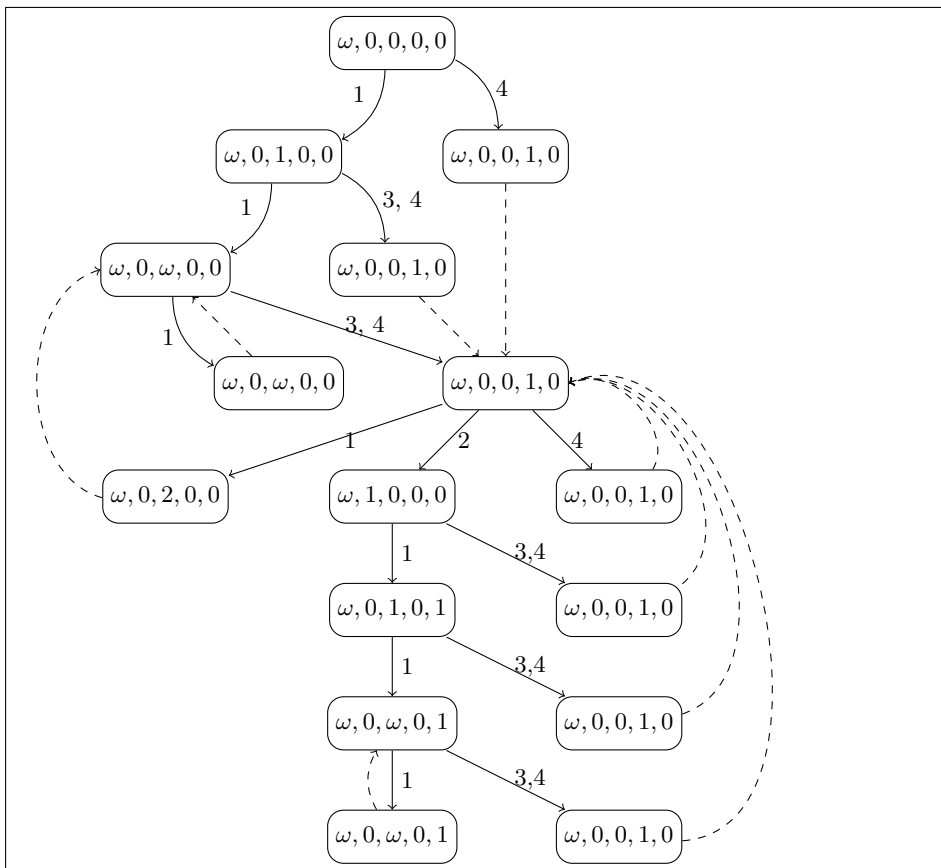 ω, 0, 0, 0, 0
1
4
ω, 0, 1, 0, 0
ω, 0, 0, 1, 0
1
3, 4
ω, 0, ω, 0, 0
ω, 0, 0, 1, 0
1
3, 4
ω, 0, ω, 0, 0
ω, 0, 0, 1, 0
1
2
4
ω, 0, 2, 0, 0
ω, 1, 0, 0, 0
ω, 0, 0, 1, 0
1
3,4
ω, 0, 1, 0, 1
ω, 0, 0, 1, 0
1
3,4
ω, 0, ω, 0, 1
ω, 0, 0, 1, 0
1
3,4
ω, 0, ω, 0, 1
ω, 0, 0, 1, 0